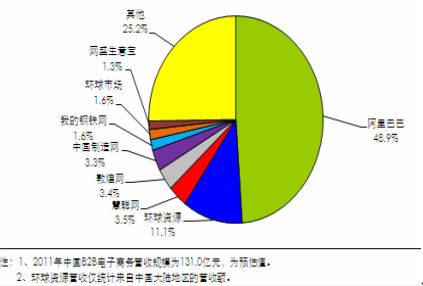 其他
25.2%
网盛生意宝
1.3%
环球市场
1.6%
我的钢铁网
1.6%
中国制造网
3.3%
敦煌网
3.4%
慧聪网
3.5%
环球资源
11.1%
阿里巴巴
48.9%
注：1、2011年中国B2B电子商务营收规模为131.0亿元，为预估值。
2、环球资源营收仅统计来自中国大陆地区的营收额。